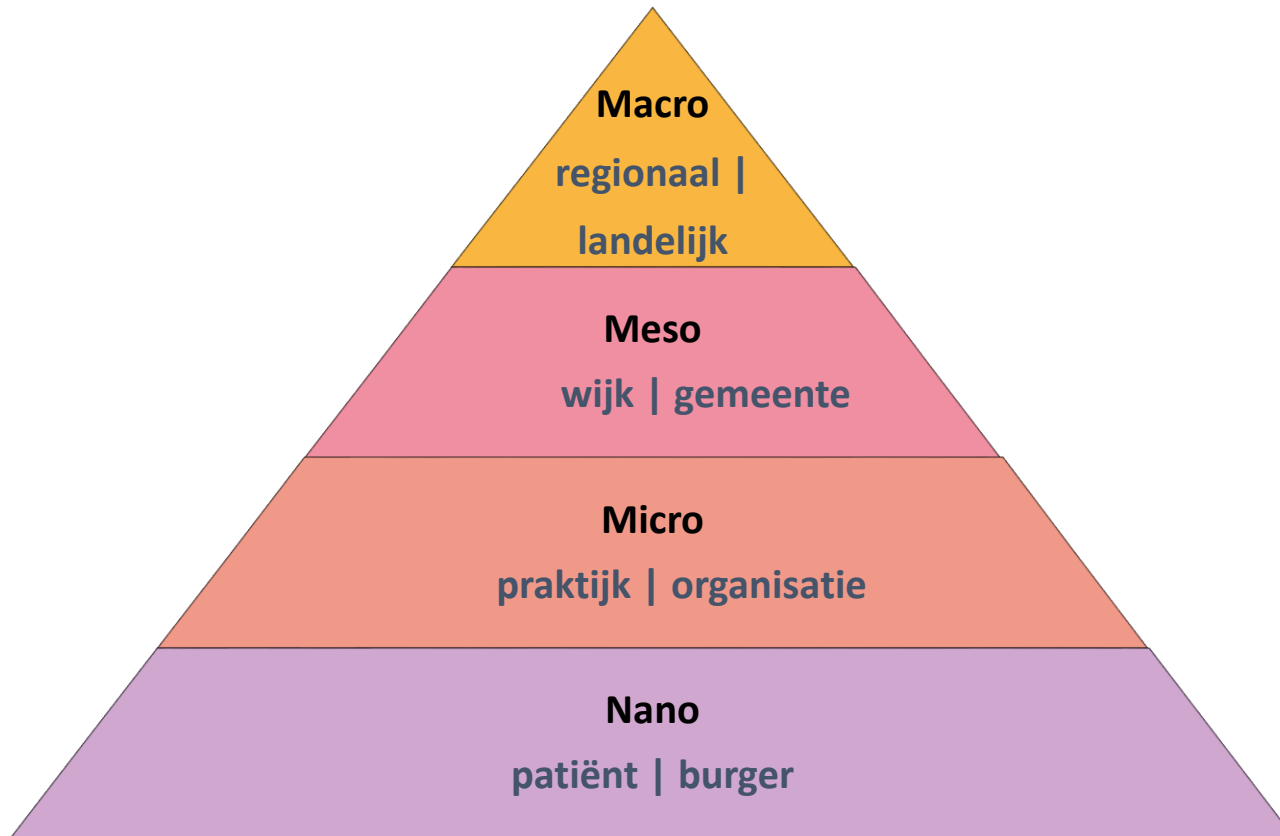 Macro
regionaal |
landelijk
Meso
wijk | gemeente
Micro
praktijk | organisatie
Nano
patiënt | burger